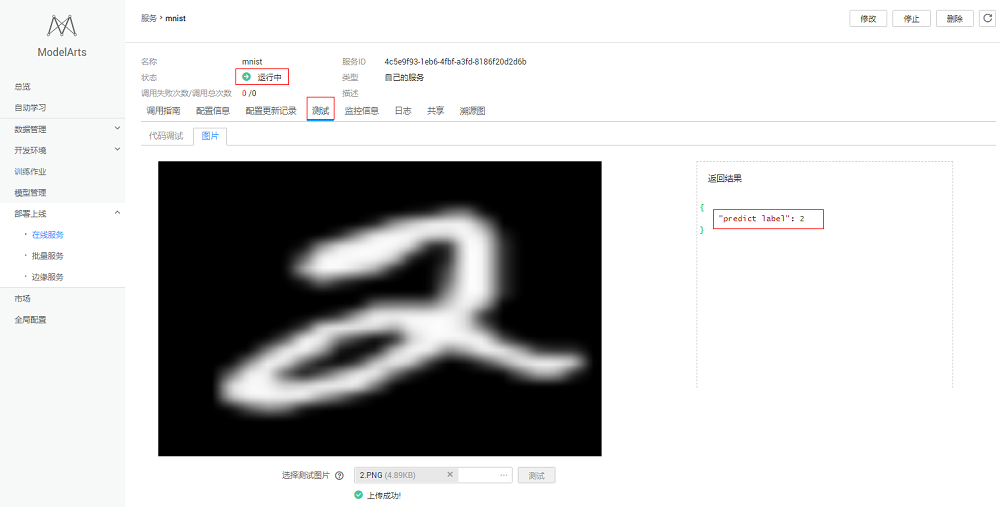 ModelArts
总览
自动学习
数据管理
开发环境
训练作业
模型管理
部署上线
在线服务
批量服务
边缘服务
市场
全局配置
服务 › mnist
修改 停止 删除
名称 mnist 服务ID 4c5e9f93-1eb6-4fbf-a3fd-8186f20d2d6b
状态 运行中 类型 自己的服务
调用失败次数/调用总次数 0 /0 描述
调用指南 配置信息 配置更新记录 测试 监控信息 日志 共享 溯源图
代码调试 图片
返回结果
{
"predict label": 2
}
选择测试图片 ? 2.PNG (4.89KB) × ··· 测试
上传成功!